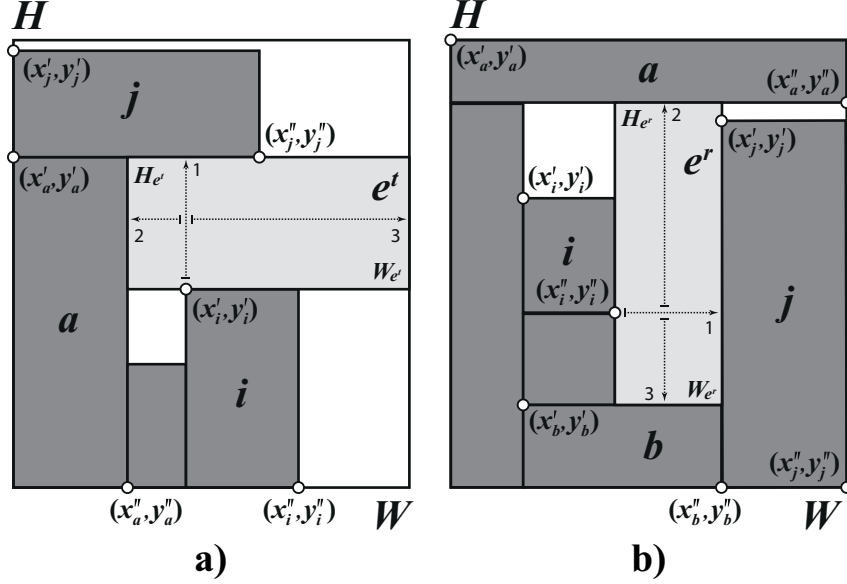 H
(x'j, y'j)
j
(x"j, y"j)
(x'a, y'a)
He^t
1
e^t
2
3
We^t
(x'i, y'i)
a
i
(x"a, y"a)
(x"i, y"i)
W
a)
H
(x'a, y'a)
a
(x"a, y"a)
He^r
2
(x'j, y'j)
e^r
(x'i, y'i)
i
(x"i, y"i)
j
1
3
We^r
(x'b, y'b)
b
(x"j, y"j)
(x"b, y"b)
W
b)